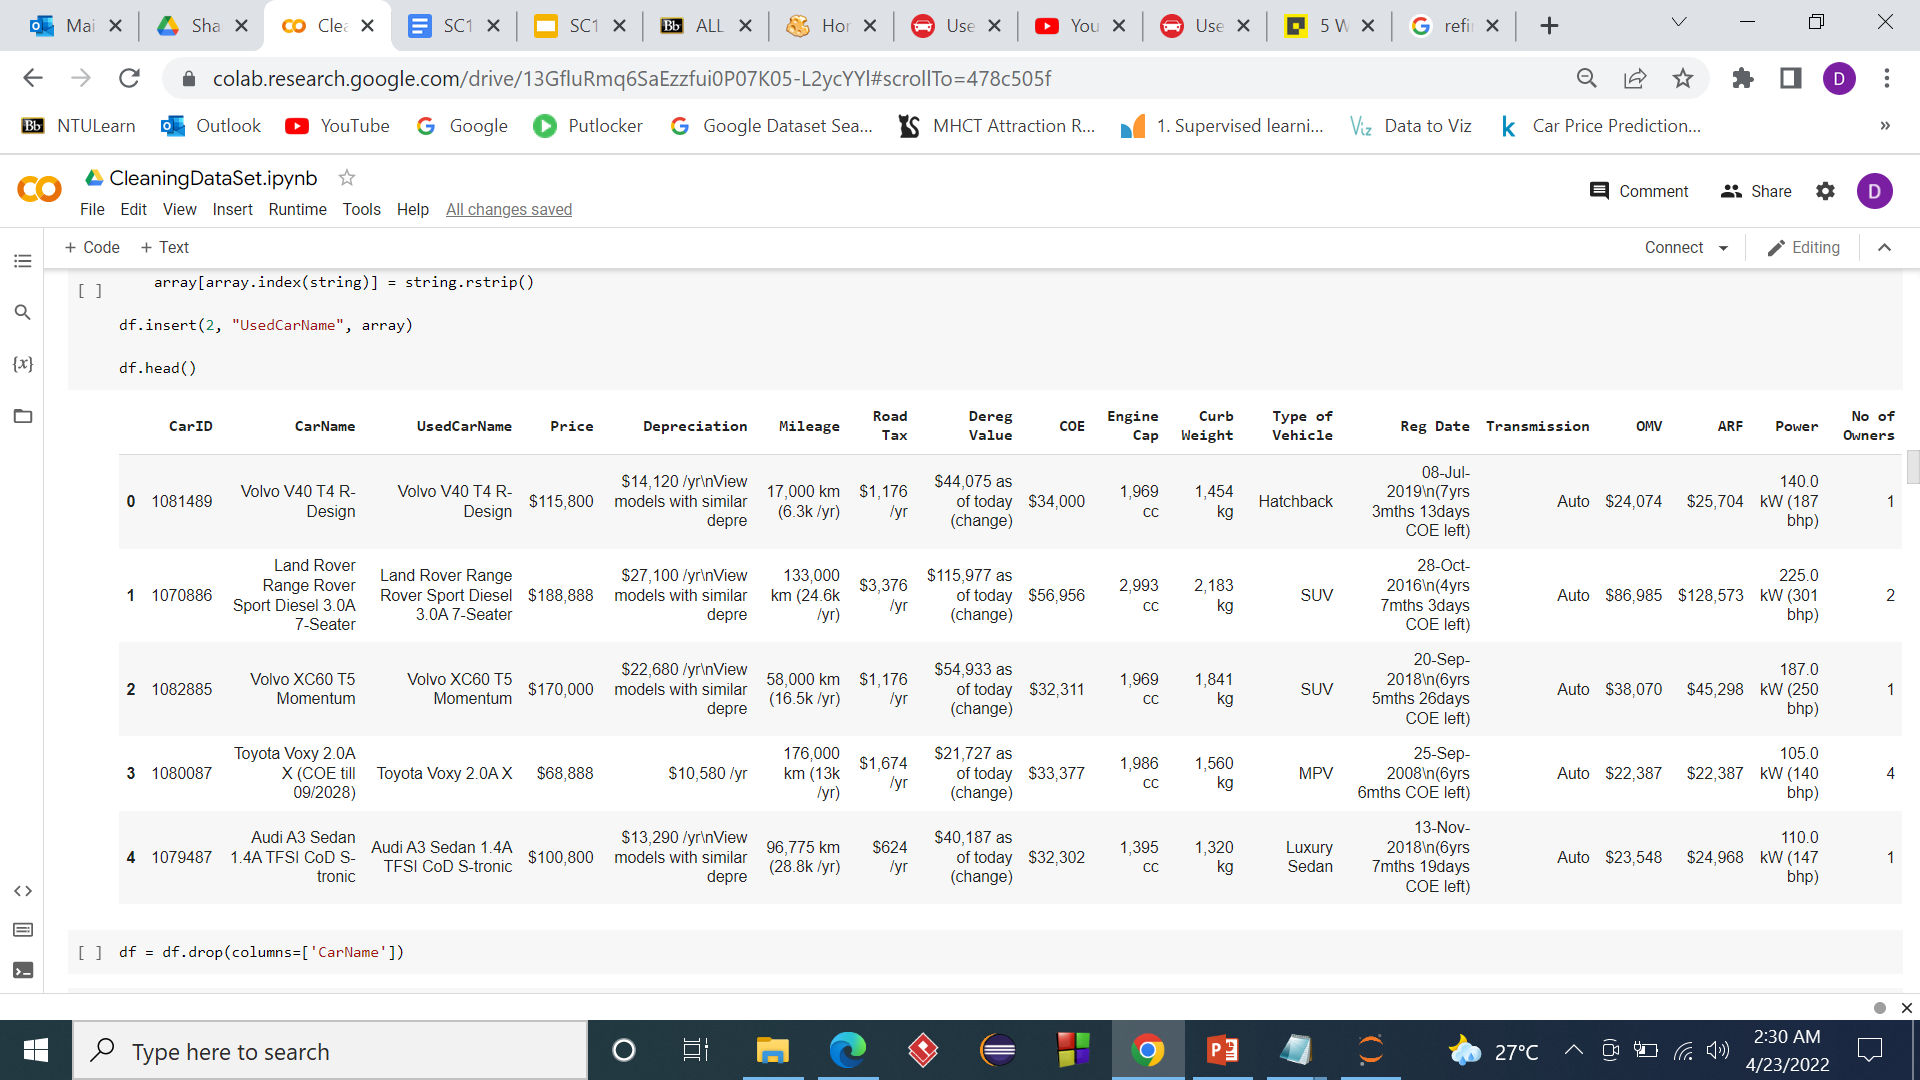 Mai
Sha
Clea
SC1
SC1
Bb ALL
Hor
Use
You
Use
5 W
refi
colab.research.google.com/drive/13GfluRmq6SaEzzfui0P07K05-L2ycYYl#scrollTo=478c505f
D
Bb NTULearn Outlook YouTube Google Putlocker Google Dataset Sea... MHCT Attraction R... 1. Supervised learni... Viz Data to Viz k Car Price Prediction... »
CleaningDataSet.ipynb
Comment Share D
File Edit View Insert Runtime Tools Help All changes saved
+ Code + Text Connect Editing
[ ] array[array.index(string)] = string.rstrip()
df.insert(2, "UsedCarName", array)
df.head()
{x}
CarID CarName UsedCarName Price Depreciation Mileage Road Tax Dereg Value COE Engine Cap Curb Weight Type of Vehicle Reg Date Transmission OMV ARF Power No of Owners
0 1081489 Volvo V40 T4 R-Design Volvo V40 T4 R-Design $115,800 $14,120 /yr\nView models with similar depre 17,000 km (6.3k /yr) $1,176 /yr $44,075 as of today (change) $34,000 1,969 cc 1,454 kg Hatchback 08-Jul-2019\n(7yrs 3mths 13days COE left) Auto $24,074 $25,704 140.0 kW (187 bhp) 1
1 1070886 Land Rover Range Rover Sport Diesel 3.0A 7-Seater Land Rover Range Rover Sport Diesel 3.0A 7-Seater $188,888 $27,100 /yr\nView models with similar depre 133,000 km (24.6k /yr) $3,376 /yr $115,977 as of today (change) $56,956 2,993 cc 2,183 kg SUV 28-Oct-2016\n(4yrs 7mths 3days COE left) Auto $86,985 $128,573 225.0 kW (301 bhp) 2
2 1082885 Volvo XC60 T5 Momentum Volvo XC60 T5 Momentum $170,000 $22,680 /yr\nView models with similar depre 58,000 km (16.5k /yr) $1,176 /yr $54,933 as of today (change) $32,311 1,969 cc 1,841 kg SUV 20-Sep-2018\n(6yrs 5mths 26days COE left) Auto $38,070 $45,298 187.0 kW (250 bhp) 1
3 1080087 Toyota Voxy 2.0A X (COE till 09/2028) Toyota Voxy 2.0A X $68,888 $10,580 /yr 176,000 km (13k /yr) $1,674 /yr $21,727 as of today (change) $33,377 1,986 cc 1,560 kg MPV 25-Sep-2008\n(6yrs 6mths COE left) Auto $22,387 $22,387 105.0 kW (140 bhp) 4
4 1079487 Audi A3 Sedan 1.4A TFSI CoD S-tronic Audi A3 Sedan 1.4A TFSI CoD S-tronic $100,800 $13,290 /yr\nView models with similar depre 96,775 km (28.8k /yr) $624 /yr $40,187 as of today (change) $32,302 1,395 cc 1,320 kg Luxury Sedan 13-Nov-2018\n(6yrs 7mths 19days COE left) Auto $23,548 $24,968 110.0 kW (147 bhp) 1
[ ] df = df.drop(columns=['CarName'])
Type here to search
27°C
2:30 AM
4/23/2022